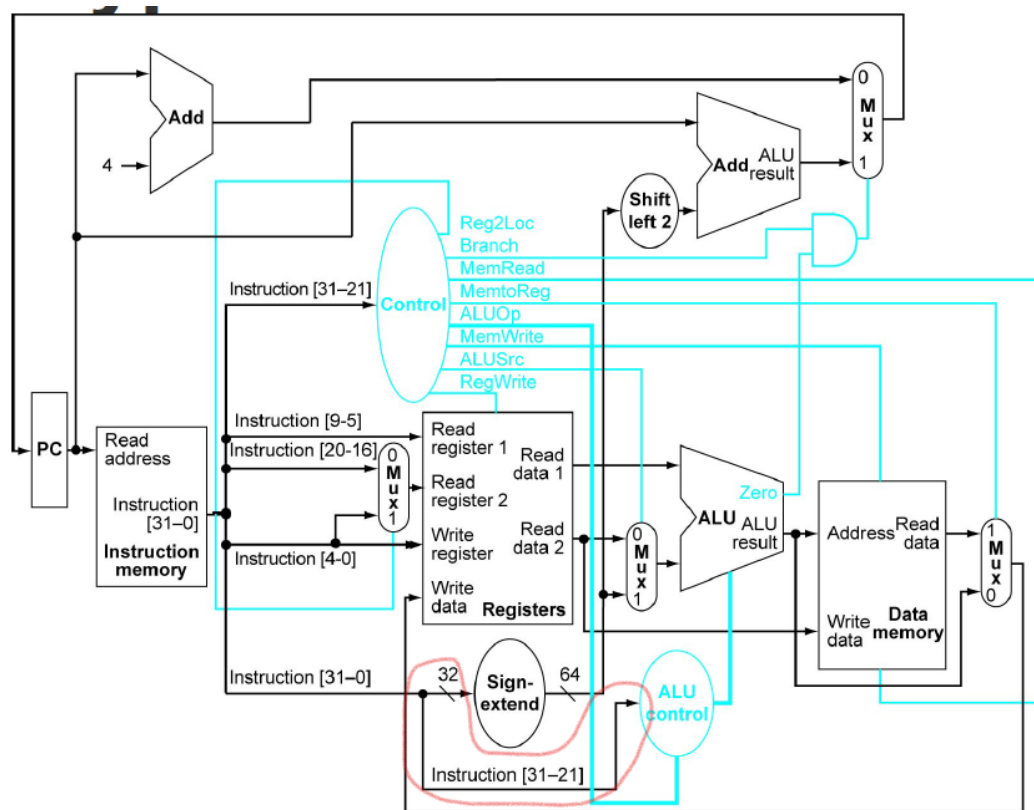 Add
4
0
Mux
1
Add
ALU
result
Shift
left 2
Reg2Loc
Branch
MemRead
MemtoReg
ALUOp
MemWrite
ALUSrc
RegWrite
Control
Instruction [31–21]
PC
Read
address
Instruction
[31–0]
Instruction
memory
Instruction [9-5]
Instruction [20-16]
Instruction [4-0]
0
Mux
1
Read
register 1
Read
register 2
Write
register
Write
data
Read
data 1
Read
data 2
Registers
0
Mux
1
Zero
ALU
ALU
result
Address
Read
data
Write
data
Data
memory
1
Mux
0
Instruction [31–0]
32
Sign-
extend
64
ALU
control
Instruction [31–21]